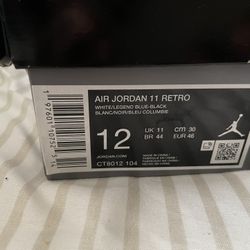 AIR JORDAN 11 RETRO
WHITE/LEGEND BLUE-BLACK
BLANC/NOIR/BLEU COLUMBIE
12
UK 11
cm 30
BR 44
EUR 46
JORDAN.COM
CT8012-104